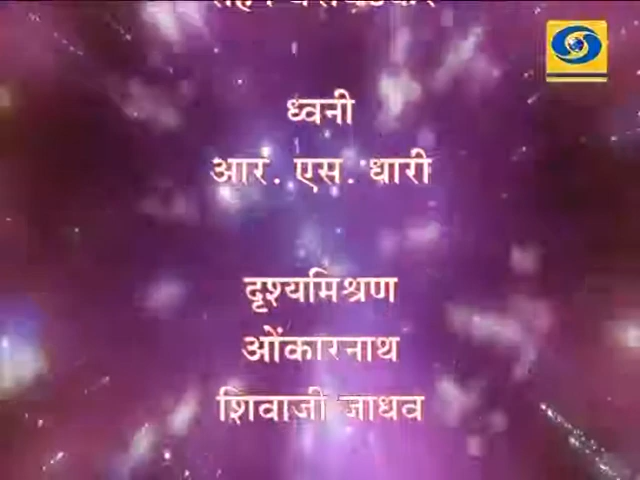 ध्वनी
आर. एस. धारी
दृश्यमिश्रण
ओंकारनाथ
शिवाजी जाधव